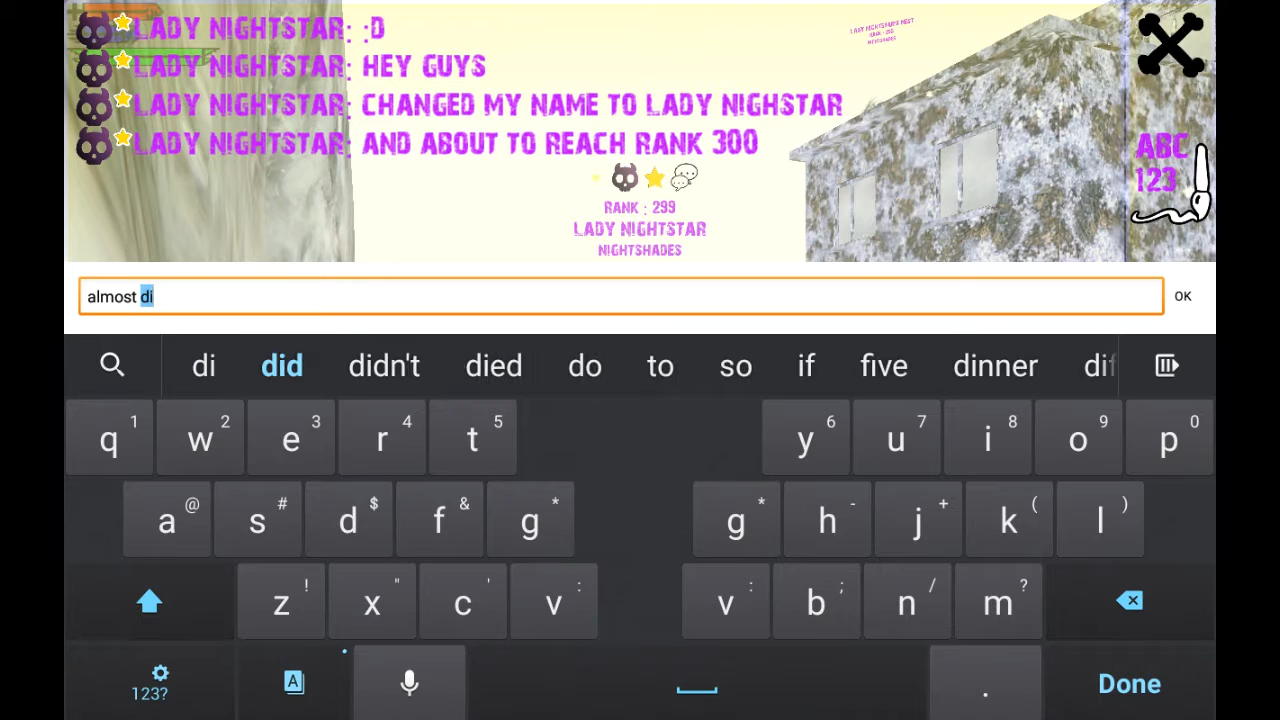 LADY NIGHTSTAR: :D
LADY NIGHTSTAR: HEY GUYS
LADY NIGHTSTAR: CHANGED MY NAME TO LADY NIGHSTAR
LADY NIGHTSTAR: AND ABOUT TO REACH RANK 300
RANK : 299
LADY NIGHTSTAR
NIGHTSHADES
ABC
123
almost di
OK
di did didn't died do to so if five dinner dif
q 1 w 2 e 3 r 4 t 5 y 6 u 7 i 8 o 9 p 0
a @ s # d $ f & g * g * h - j + k ( l )
z ! x " c ' v : v : b ; n / m ?
123? A . Done